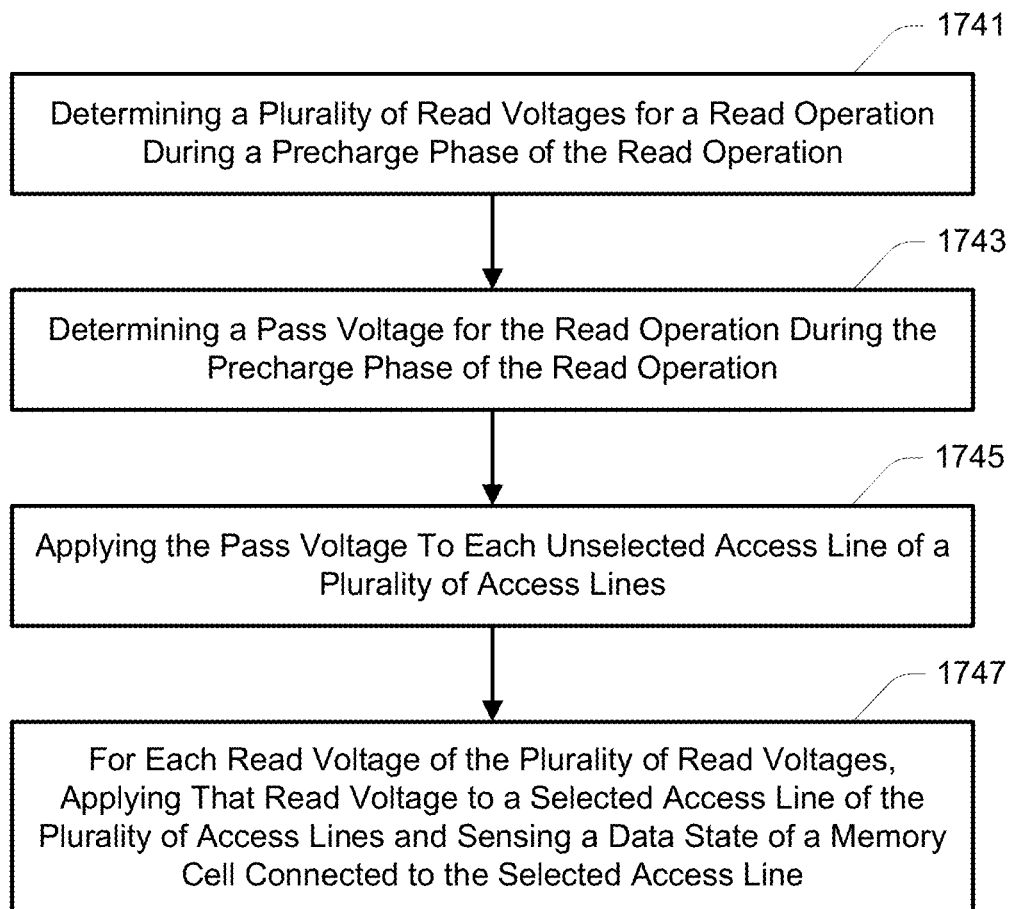 1741
Determining a Plurality of Read Voltages for a Read Operation
During a Precharge Phase of the Read Operation
1743
Determining a Pass Voltage for the Read Operation During the
Precharge Phase of the Read Operation
1745
Applying the Pass Voltage To Each Unselected Access Line of a
Plurality of Access Lines
1747
For Each Read Voltage of the Plurality of Read Voltages,
Applying That Read Voltage to a Selected Access Line of the
Plurality of Access Lines and Sensing a Data State of a Memory
Cell Connected to the Selected Access Line